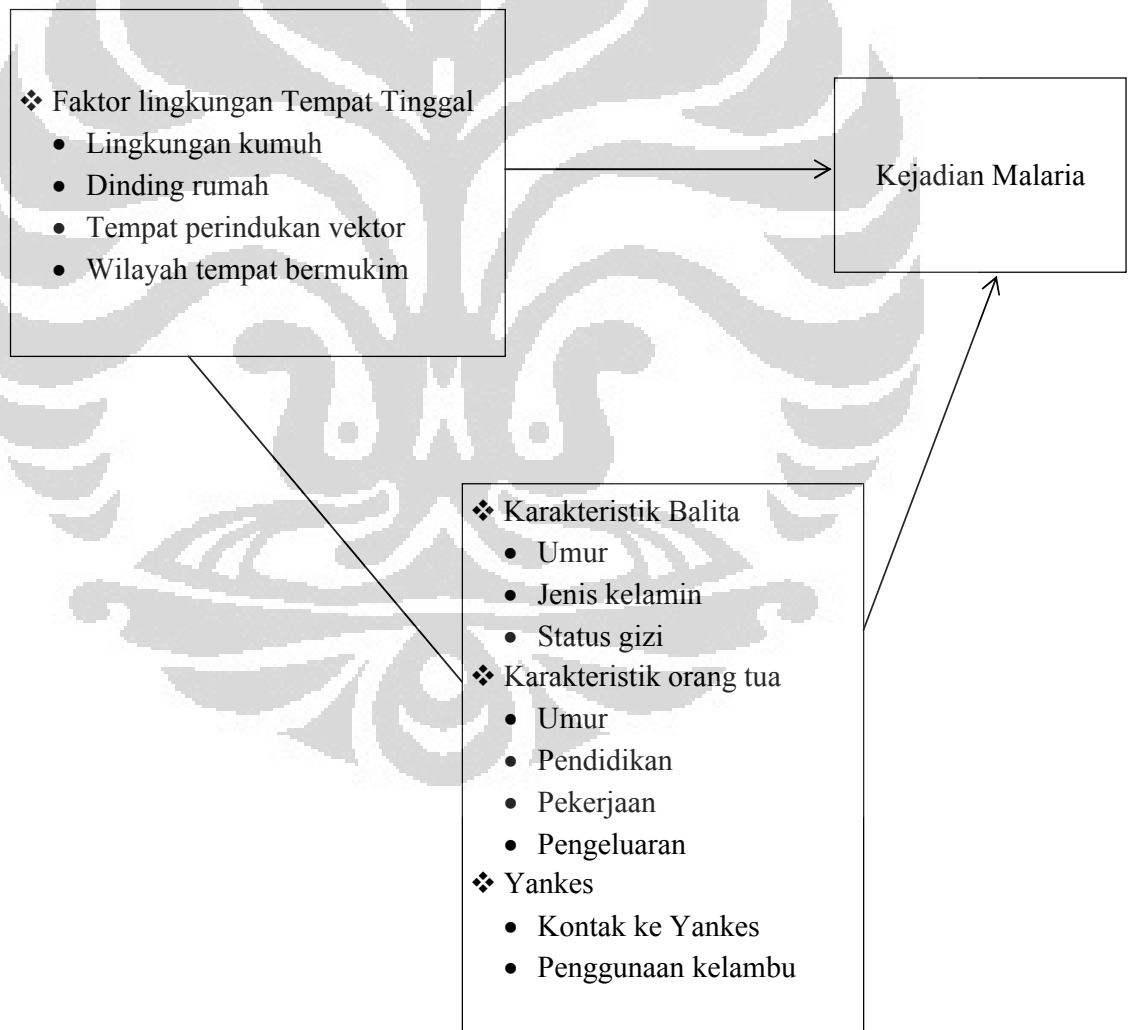 ❖ Faktor lingkungan Tempat Tinggal
• Lingkungan kumuh
• Dinding rumah
• Tempat perindukan vektor
• Wilayah tempat bermukim
Kejadian Malaria
❖ Karakteristik Balita
• Umur
• Jenis kelamin
• Status gizi
❖ Karakteristik orang tua
• Umur
• Pendidikan
• Pekerjaan
• Pengeluaran
❖ Yankes
• Kontak ke Yankes
• Penggunaan kelambu